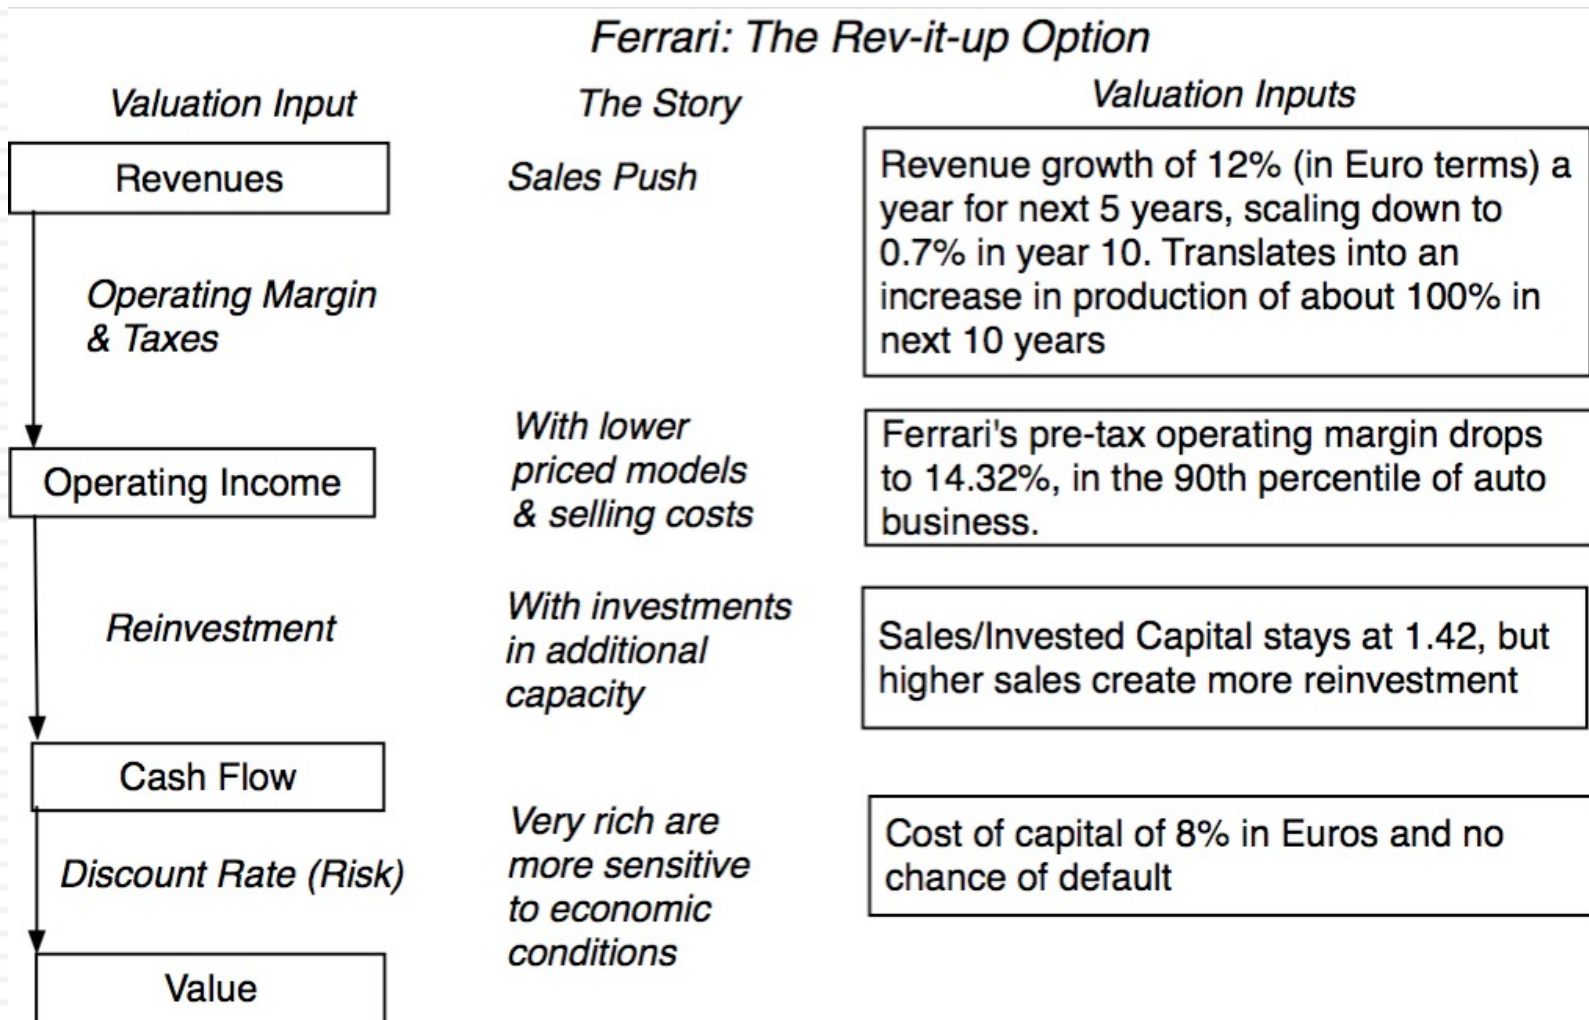 Ferrari: The Rev-it-up Option
Valuation Input
The Story
Valuation Inputs
Revenues
Sales Push
Revenue growth of 12% (in Euro terms) a
year for next 5 years, scaling down to
0.7% in year 10. Translates into an
increase in production of about 100% in
next 10 years
Operating Margin
& Taxes
Operating Income
With lower
priced models
& selling costs
Ferrari's pre-tax operating margin drops
to 14.32%, in the 90th percentile of auto
business.
Reinvestment
With investments
in additional
capacity
Sales/Invested Capital stays at 1.42, but
higher sales create more reinvestment
Cash Flow
Discount Rate (Risk)
Very rich are
more sensitive
to economic
conditions
Cost of capital of 8% in Euros and no
chance of default
Value